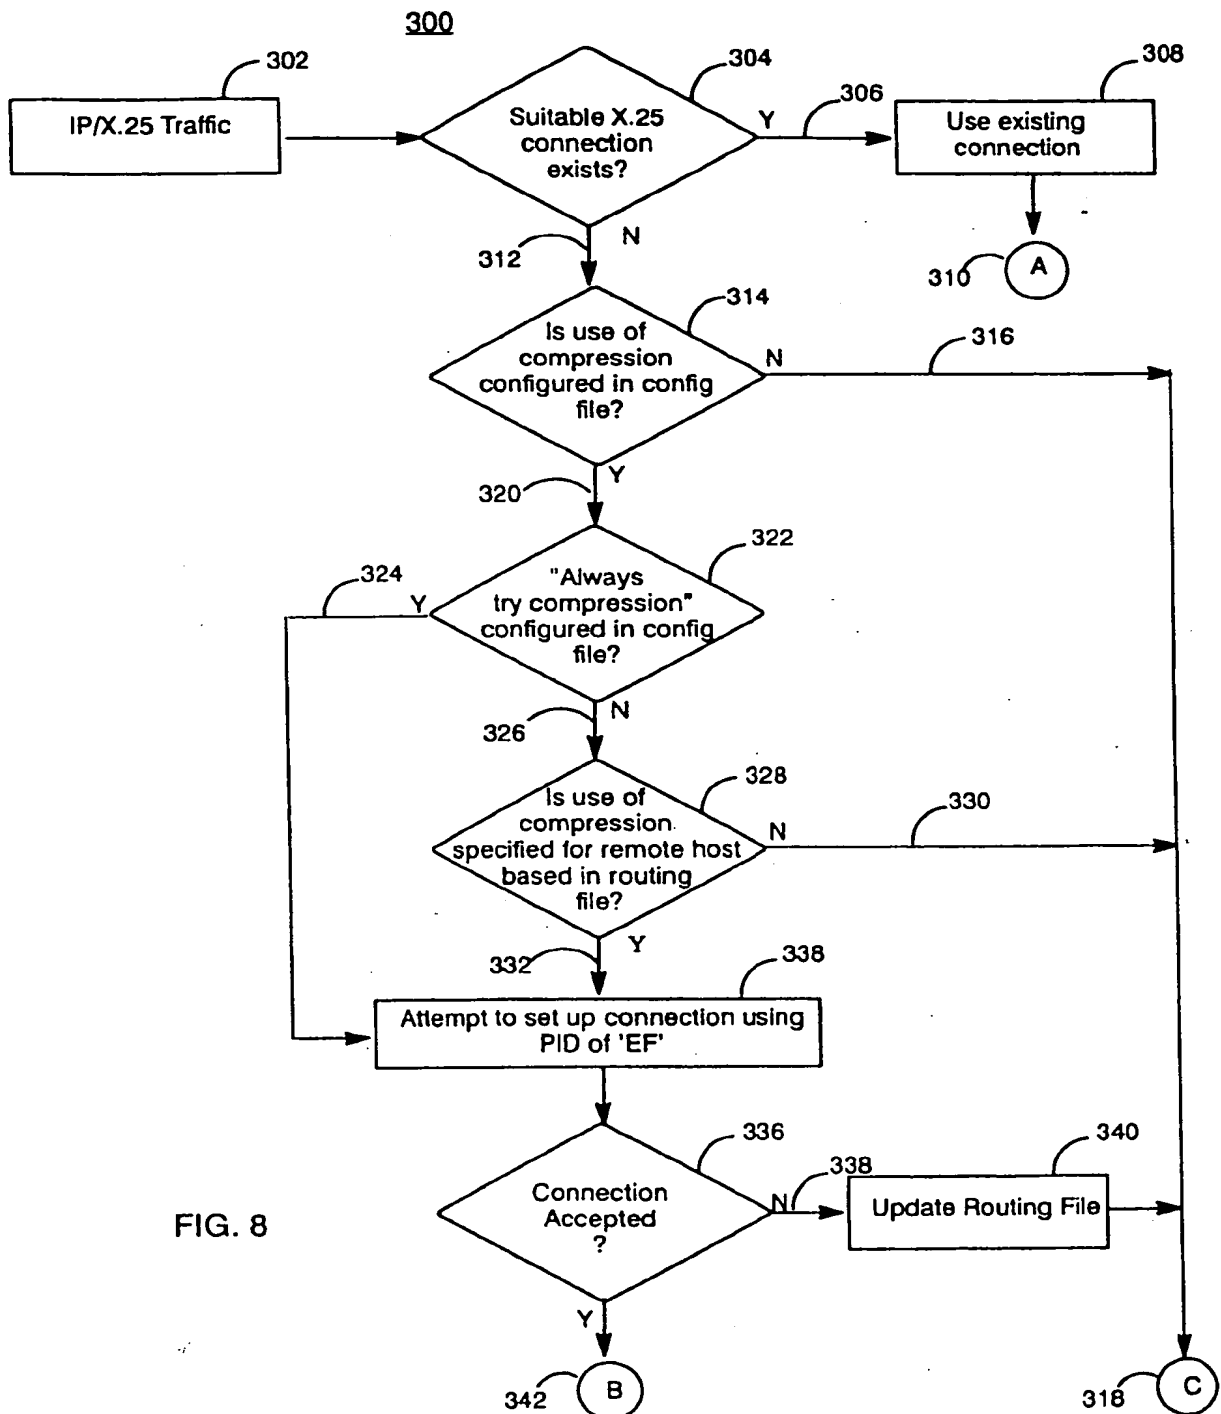 300
302
IP/X.25 Traffic
304
Suitable X.25
connection
exists?
Y
306
308
Use existing
connection
N
312
310
A
314
Is use of
compression
configured in config
file?
N
316
Y
320
322
"Always
try compression"
configured in config
file?
324
Y
N
326
328
Is use of
compression
specified for remote host
based in routing
file?
N
330
Y
332
338
Attempt to set up connection using
PID of 'EF'
336
Connection
Accepted
?
N
338
340
Update Routing File
FIG. 8
Y
342
B
318
C